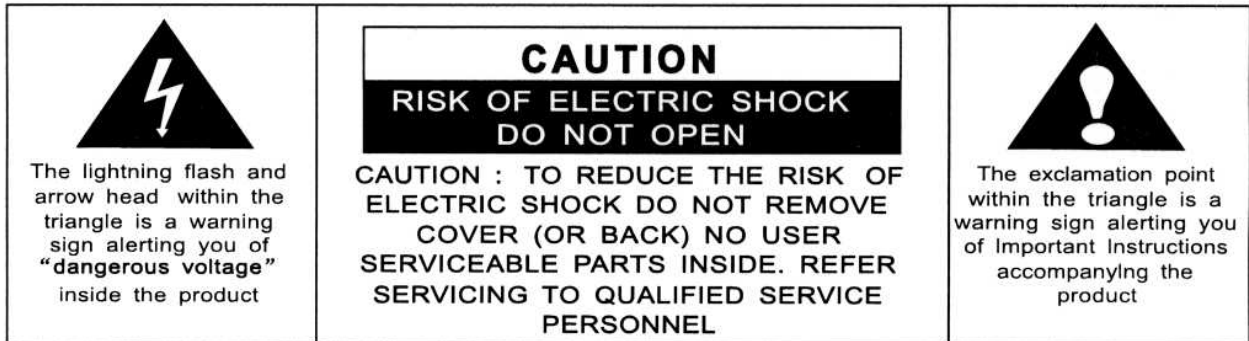 The lightning flash and
arrow head within the
triangle is a warning
sign alerting you of
“dangerous voltage”
inside the product
CAUTION
RISK OF ELECTRIC SHOCK
DO NOT OPEN
CAUTION : TO REDUCE THE RISK OF
ELECTRIC SHOCK DO NOT REMOVE
COVER (OR BACK) NO USER
SERVICEABLE PARTS INSIDE. REFER
SERVICING TO QUALIFIED SERVICE
PERSONNEL
The exclamation point
within the triangle is a
warning sign alerting you
of Important Instructions
accompanylng the
product